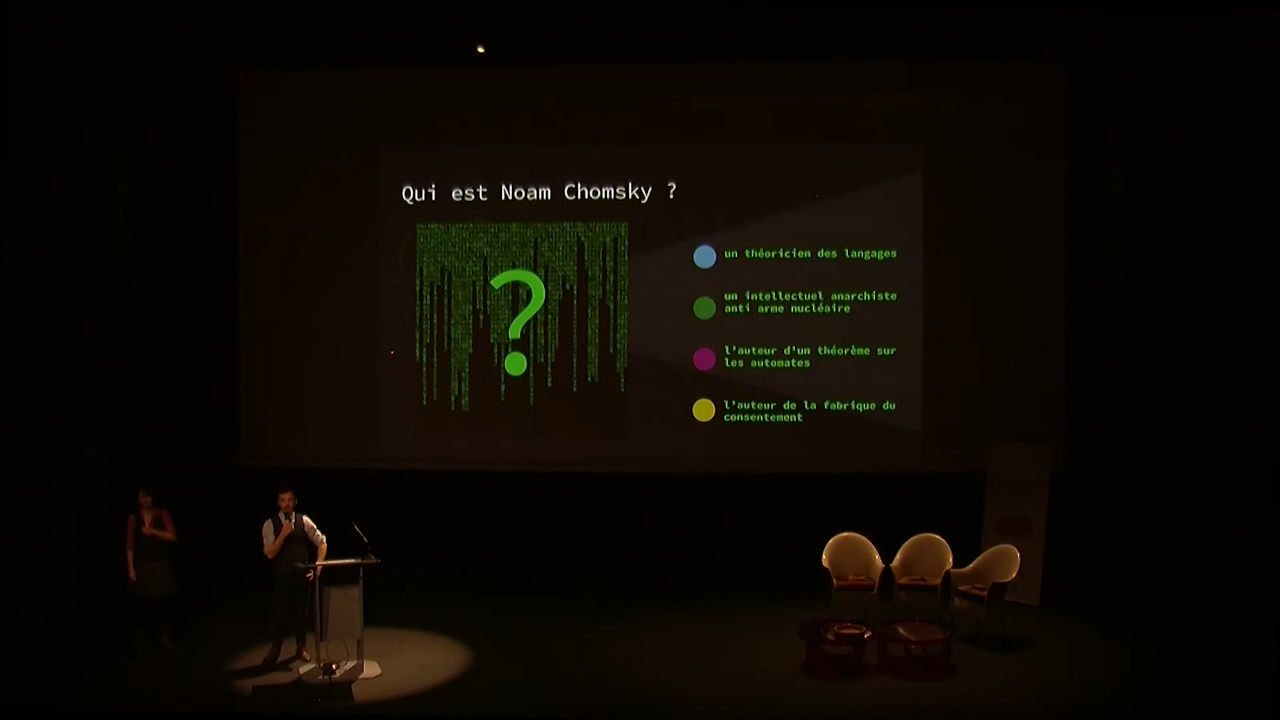 Qui est Noam Chomsky ?
?
un théoricien des langages
un intellectuel anarchiste
anti arme nucléaire
l'auteur d'un théorème sur
les automates
l'auteur de la fabrique du
consentement